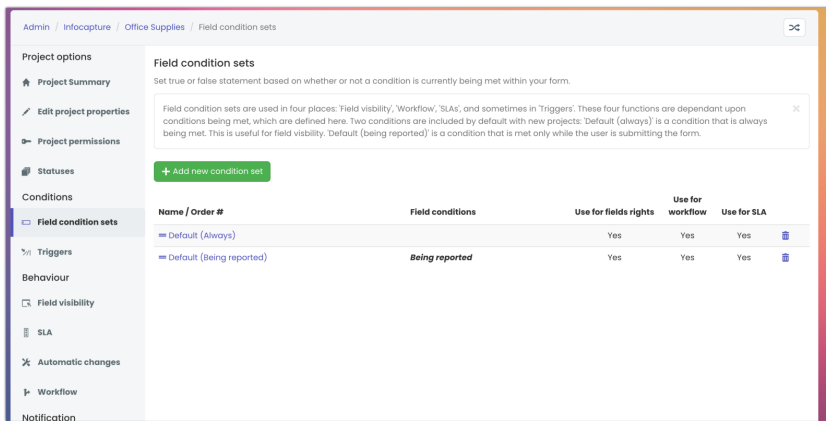 Admin / Infocapture / Office Supplies / Field condition sets
Project options
Project Summary
Edit project properties
Project permissions
Statuses
Conditions
Field condition sets
Triggers
Behaviour
Field visibility
SLA
Automatic changes
Workflow
Notification
Field condition sets
Set true or false statement based on whether or not a condition is currently being met within your form.
Field condition sets are used in four places: 'Field visbility', 'Workflow', 'SLAs', and sometimes in 'Triggers'. These four functions are dependant upon
conditions being met, which are defined here. Two conditions are included by default with new projects: 'Default (always)' is a condition that is always
being met. This is useful for field visbility. 'Default (being reported)' is a condition that is met only while the user is submitting the form.
Add new condition set
Name / Order # Field conditions Use for fields rights Use for workflow Use for SLA
Default (Always) Yes Yes Yes
Default (Being reported) Being reported Yes Yes Yes